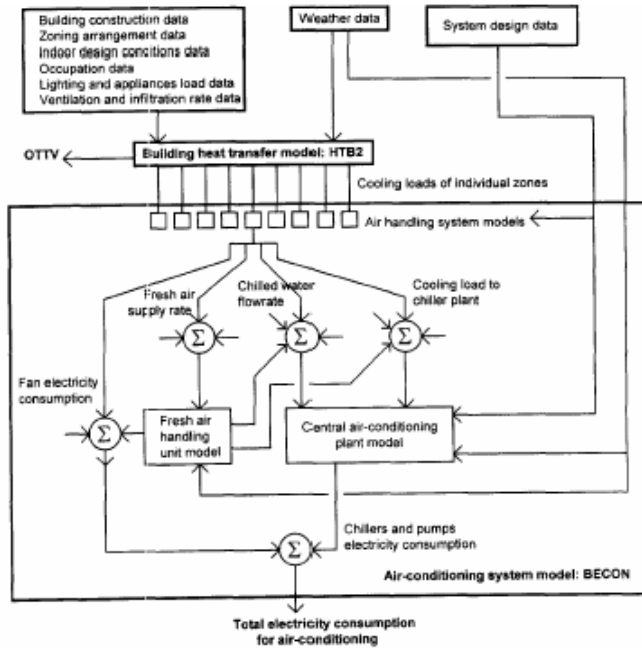 Building construction data
Zoning arrangement data
Indoor design conditions data
Occupation data
Lighting and appliances load data
Ventilation and infiltration rate data
Weather data
System design data
OTTV
Building heat transfer model; HTB2
Cooling loads of individual zones
Air handling system models
Fresh air
supply rate
Chilled water
flowrate
Cooling load to
chiller plant
Σ
Σ
Σ
Fan electricity
consumption
Σ
Fresh air
handling
unit model
Central air-conditioning
plant model
Σ
Chillers and pumps
electricity consumption
Air-conditioning system model: BECON
Total electricity consumption
for air-conditioning